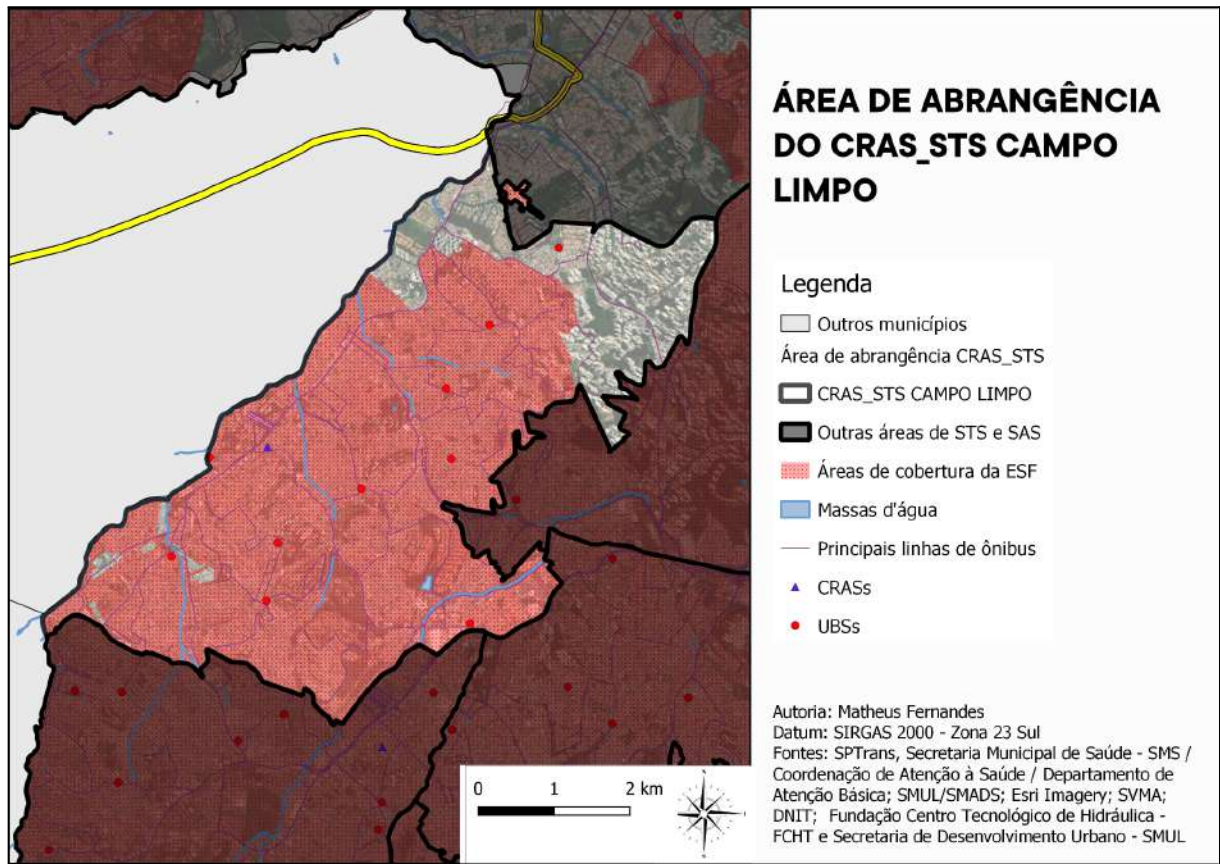 ÁREA DE ABRANGÊNCIA
DO CRAS_STS CAMPO
LIMPO
Legenda
Outros municípios
Área de abrangência CRAS_STS
CRAS_STS CAMPO LIMPO
Outras áreas de STS e SAS
Áreas de cobertura da ESF
Massas d'água
Principais linhas de ônibus
CRASs
UBSs
Autoria: Matheus Fernandes
Datum: SIRGAS 2000 - Zona 23 Sul
Fontes: SPTrans, Secretaria Municipal de Saúde - SMS /
Coordenação de Atenção à Saúde / Departamento de
Atenção Básica; SMUL/SMADS; Esri Imagery; SVMA;
DNIT; Fundação Centro Tecnológico de Hidráulica -
FCHT e Secretaria de Desenvolvimento Urbano - SMUL
0 1 2 km